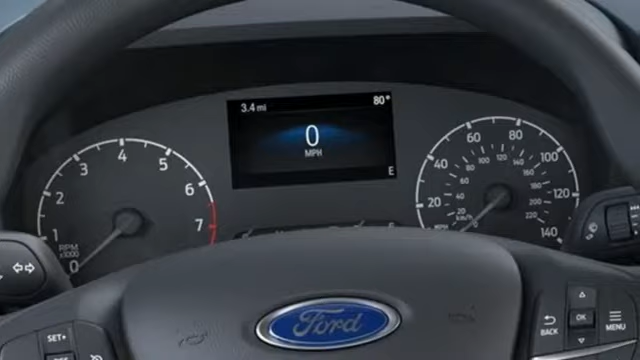 3.4 mi 80°
0
MPH
E
0 1 2 3 4 5 6 7
RPM
x1000
20 40 60 80 100 120 140
MPH
20 40 60 80 100 120 140 160 180 200 220
km/h
Ford
SET+
BACK
OK
MENU